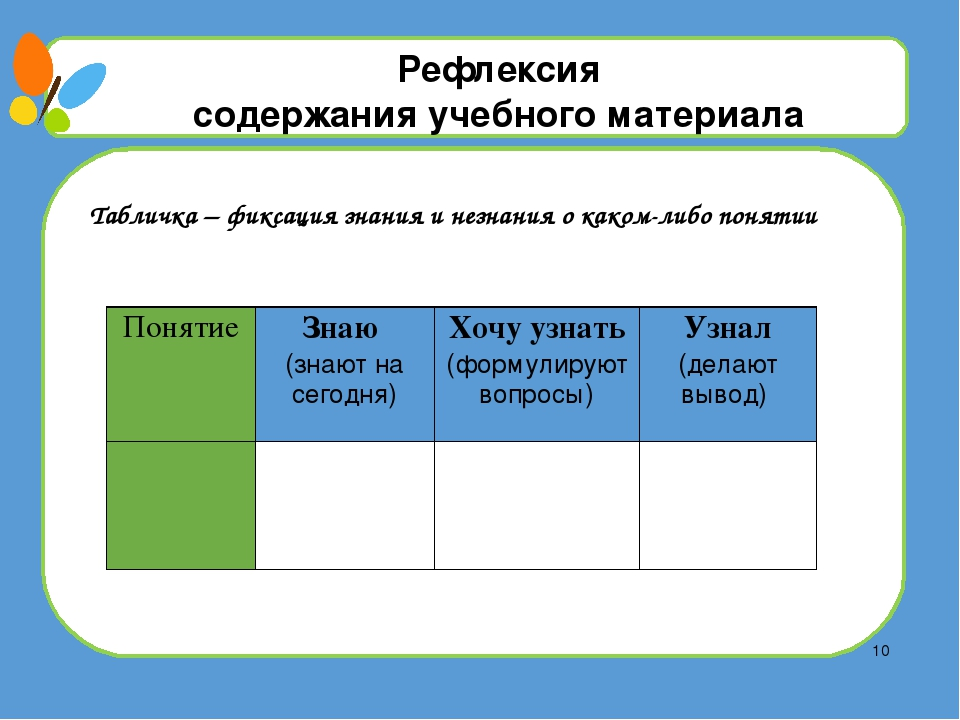 Рефлексия
содержания учебного материала
Табличка – фиксация знания и незнания о каком-либо понятии
Понятие
Знаю
(знают на
сегодня)
Хочу узнать
(формулируют
вопросы)
Узнал
(делают
вывод)
10